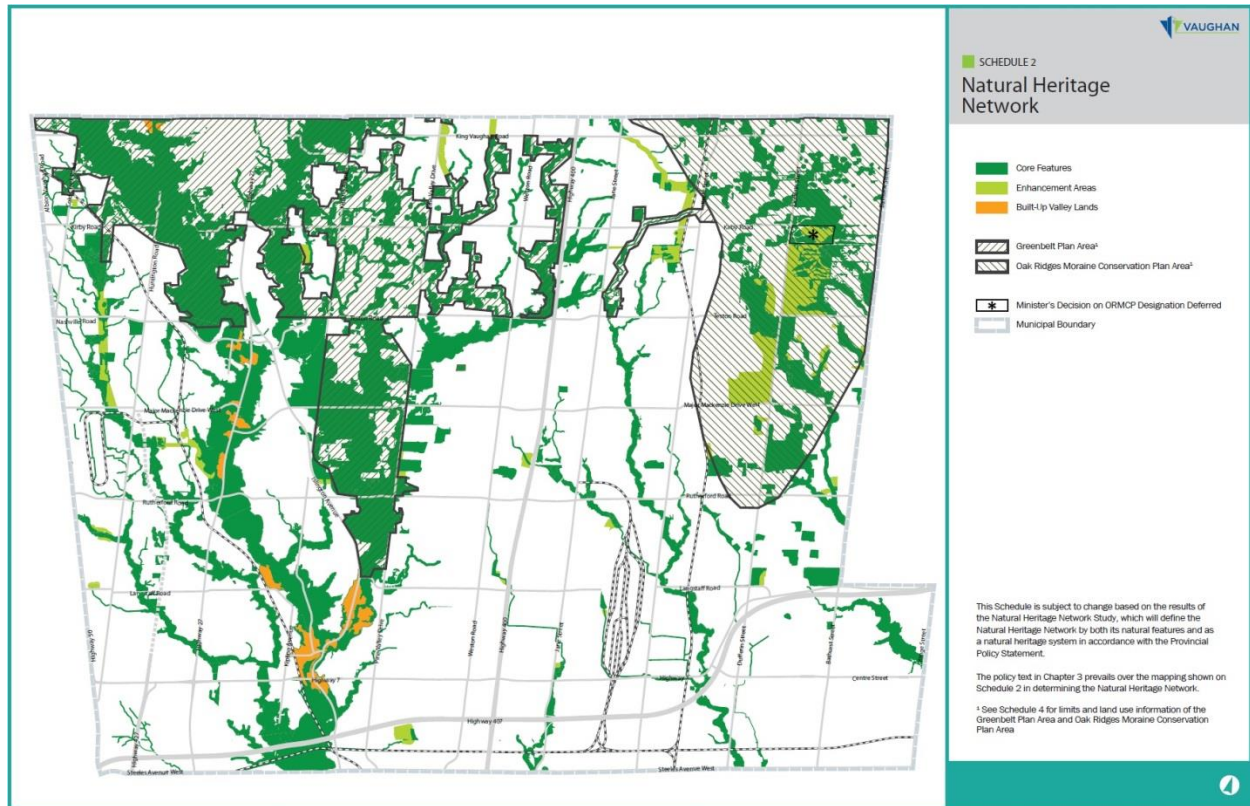 VAUGHAN
SCHEDULE 2
Natural Heritage
Network
Core Features
Enhancement Areas
Built-Up Valley Lands
Greenbelt Plan Area¹
Oak Ridges Moraine Conservation Plan Area¹
*
Minister's Decision on ORMCP Designation Deferred
Municipal Boundary
King Vaughan Road
Kirby Road
Kirby Road
Huntington Road
Weston Road
Highway 400
Nashville Road
Teston Road
*
Major Mackenzie Drive West
Major Mackenzie Drive West
Rutherford Road
Rutherford Road
Langstaff Road
Langstaff Road
Highway 50
Highway 27
Weston Road
Highway 400
Jane Street
Dufferin Street
Bathurst Street
Yonge Street
Highway 7
Centre Street
Highway 407
Steeles Avenue West
Steeles Avenue West
This Schedule is subject to change based on the results of
the Natural Heritage Network Study, which will define the
Natural Heritage Network by both its natural features and as
a natural heritage system in accordance with the Provincial
Policy Statement.
The policy text in Chapter 3 prevails over the mapping shown on
Schedule 2 in determining the Natural Heritage Network.
¹ See Schedule 4 for limits and land use information of the
Greenbelt Plan Area and Oak Ridges Moraine Conservation
Plan Area